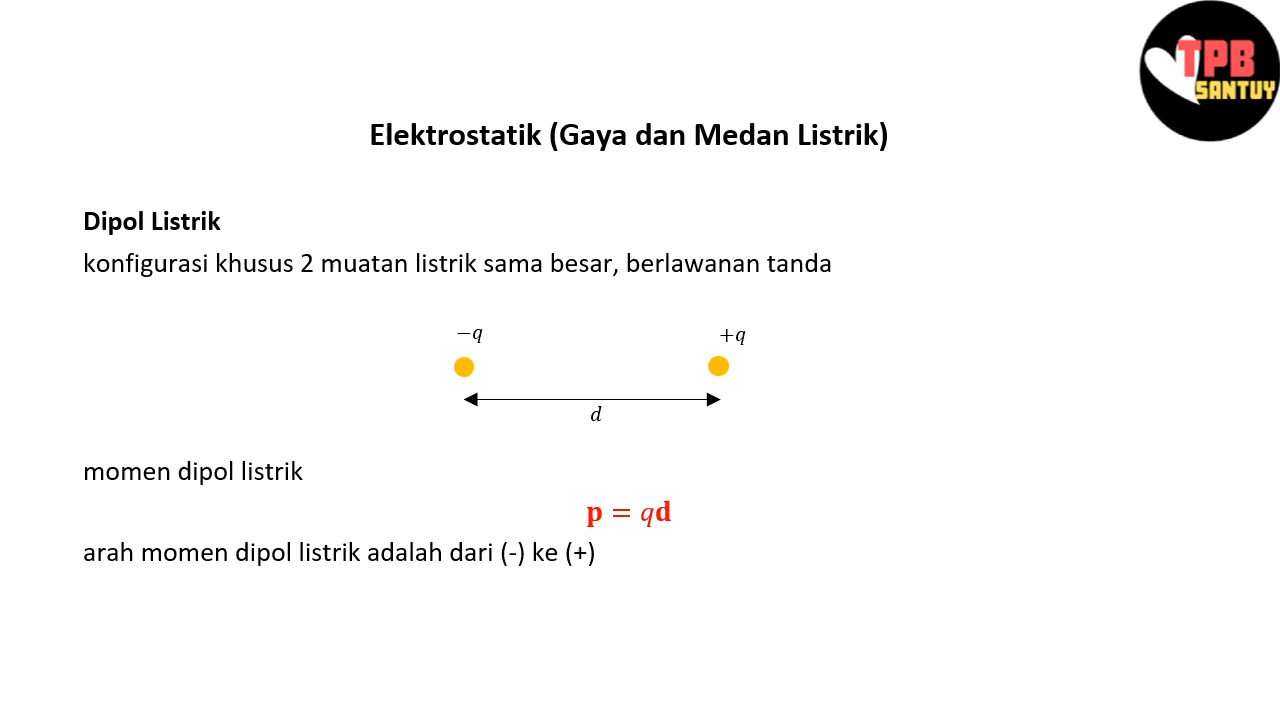 TPB
SANTUY
Elektrostatik (Gaya dan Medan Listrik)
Dipol Listrik
konfigurasi khusus 2 muatan listrik sama besar, berlawanan tanda
−q
+q
d
momen dipol listrik
p = qd
arah momen dipol listrik adalah dari (-) ke (+)